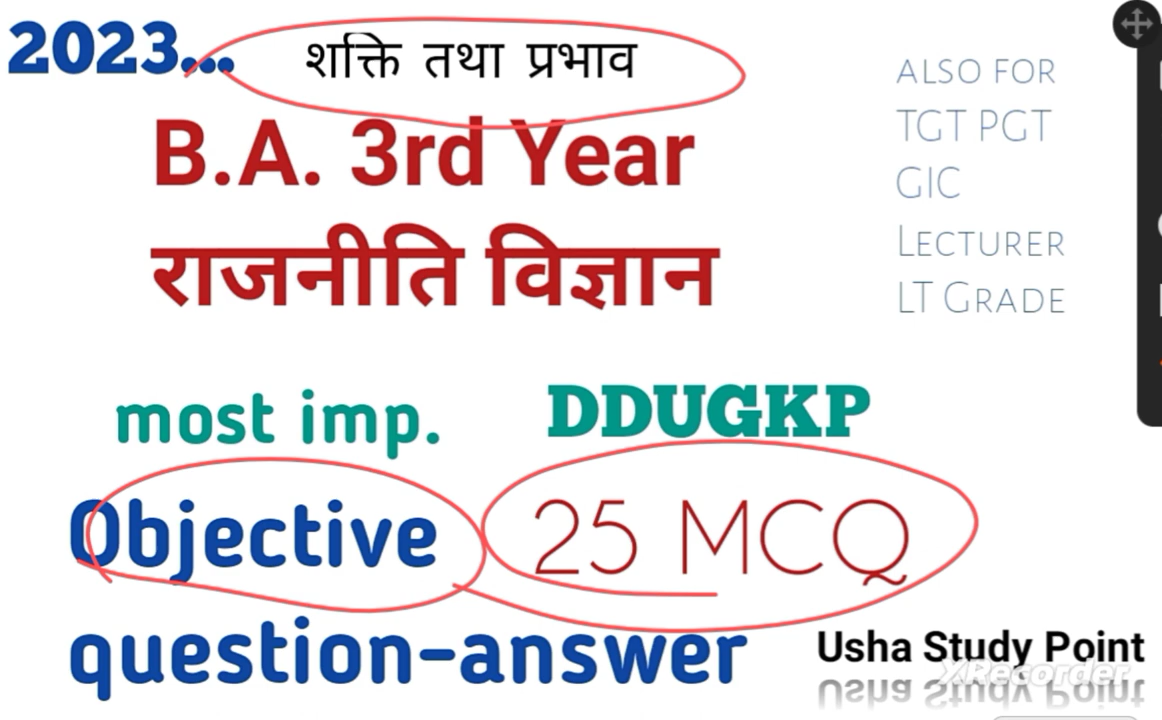 2023... शक्ति तथा प्रभाव
B.A. 3rd Year
राजनीति विज्ञान
ALSO FOR
TGT PGT
GIC
LECTURER
LT GRADE
most imp. DDUGKP
Objective 25 MCQ
question-answer
Usha Study Point
XRecorder